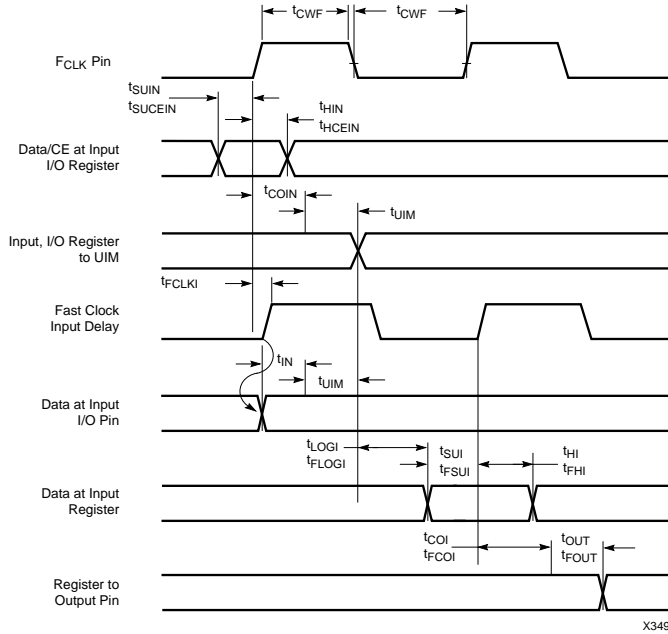 tCWF tCWF
FCLK Pin
tSUIN
tSUCEIN
tHIN
tHCEIN
Data/CE at Input
I/O Register
tCOIN
tUIM
Input, I/O Register
to UIM
tFCLKI
Fast Clock
Input Delay
tIN
tUIM
Data at Input
I/O Pin
tLOGI
tFLOGI
tSUI
tFSUI
tHI
tFHI
Data at Input
Register
tCOI
tFCOI
tOUT
tFOUT
Register to
Output Pin
X349